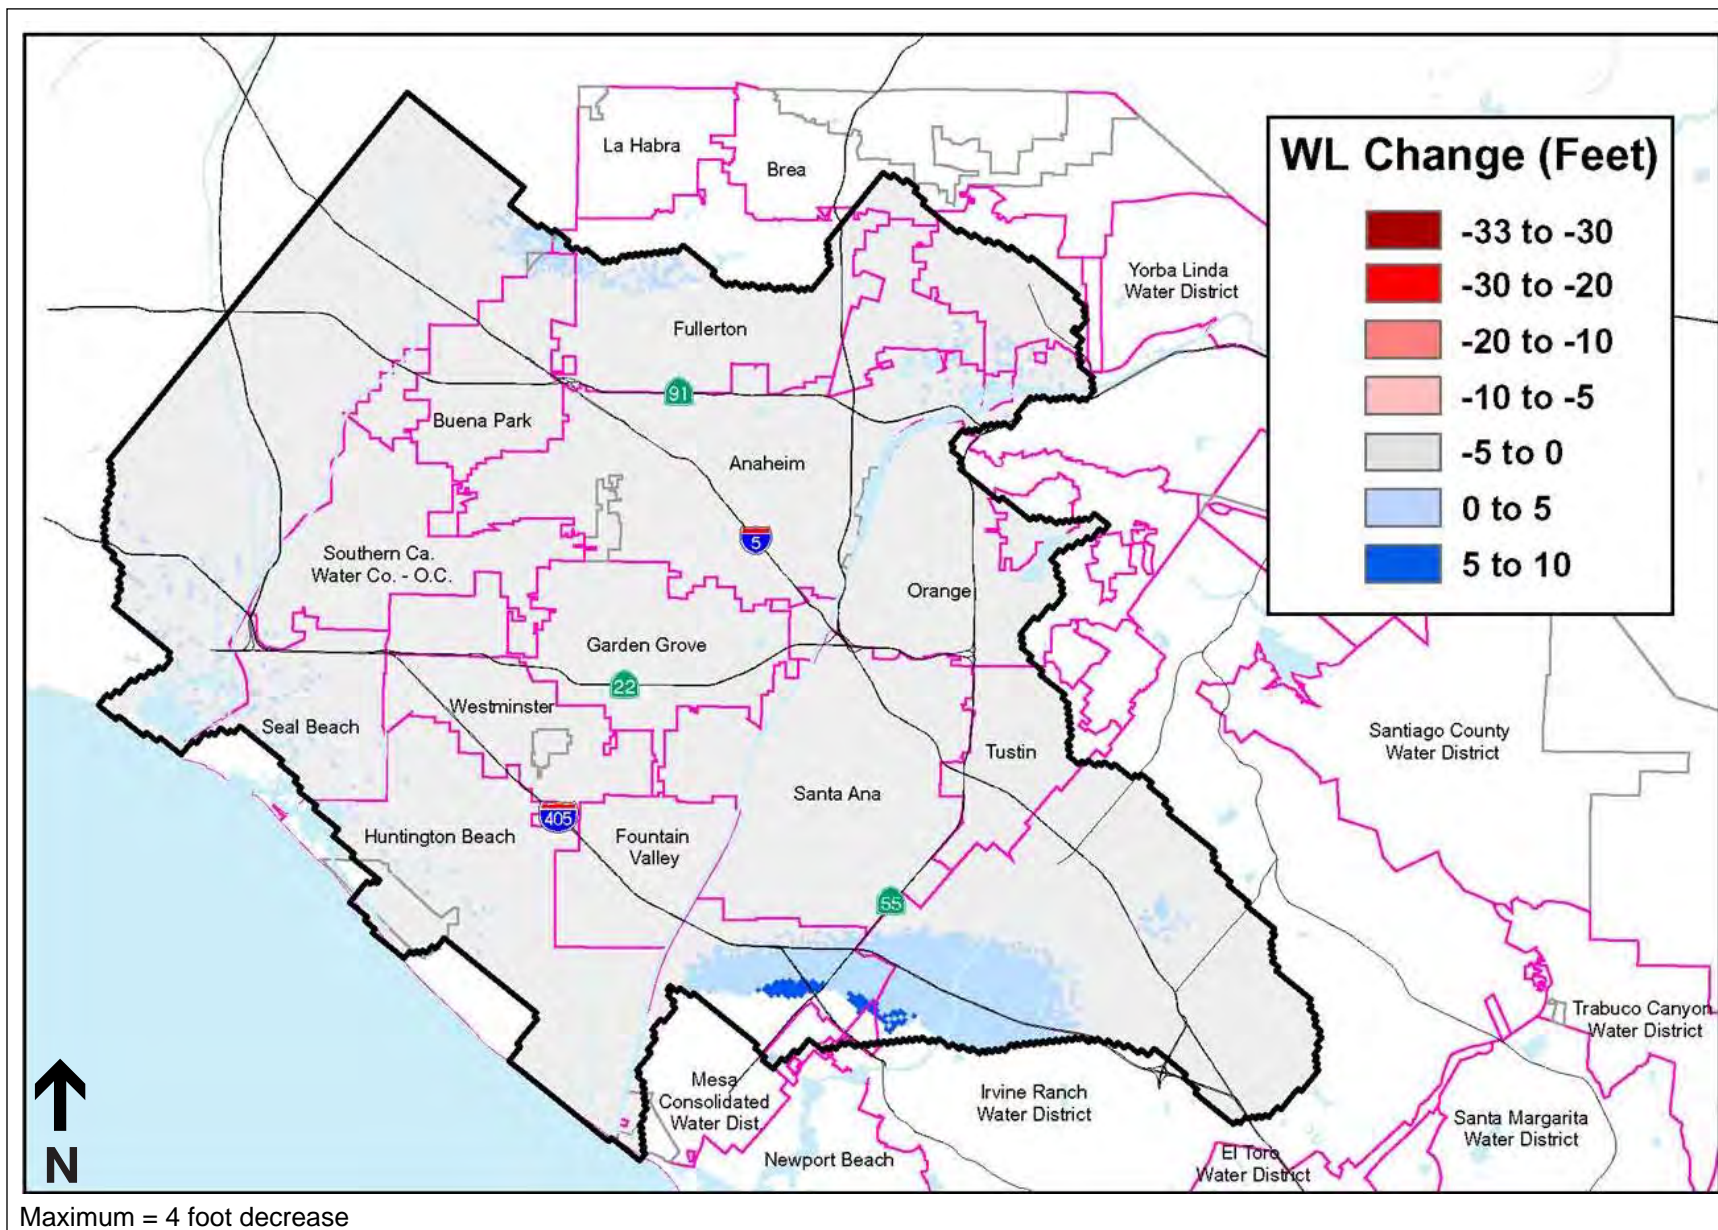 La Habra
Brea
WL Change (Feet)
-33 to -30
-30 to -20
-20 to -10
-10 to -5
-5 to 0
0 to 5
5 to 10
Yorba Linda
Water District
Fullerton
91
Buena Park
Anaheim
5
Southern Ca.
Water Co. - O.C.
Orange
Garden Grove
22
Westminster
Seal Beach
Tustin
Santiago County
Water District
Santa Ana
405
Huntington Beach
Fountain
Valley
55
Trabuco Canyon
Water District
Mesa
Consolidated
Water Dist.
Irvine Ranch
Water District
Santa Margarita
Water District
N
Newport Beach
El Toro
Water District
Maximum = 4 foot decrease